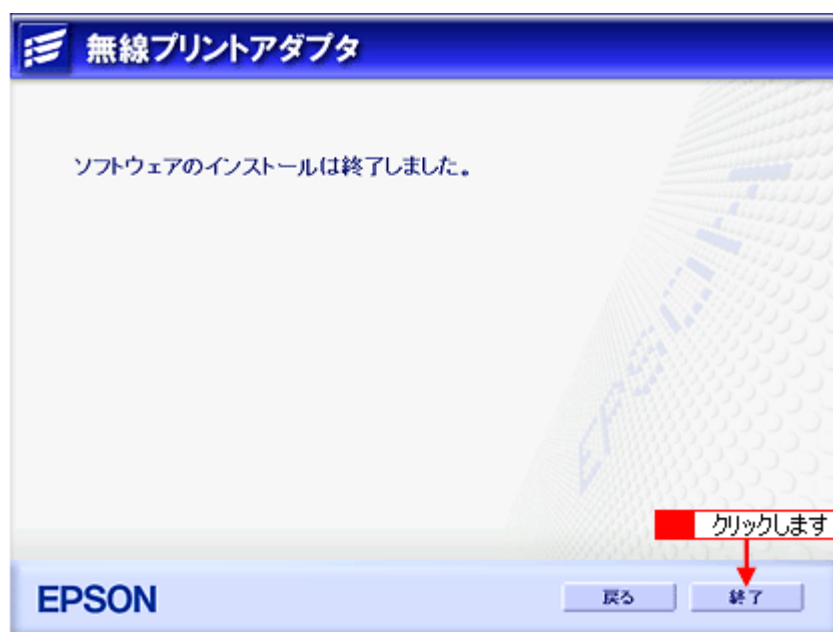 無線プリントアダプタ
ソフトウェアのインストールは終了しました。
EPSON
クリックします
EPSON
戻る
終了